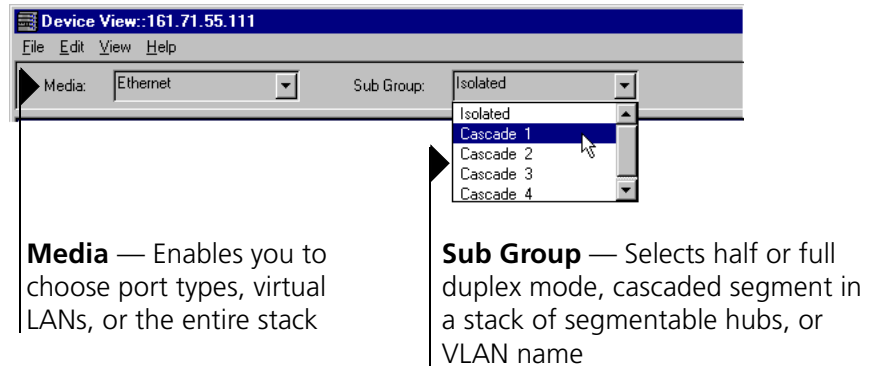 Device View::161.71.55.111
File Edit View Help
Media: Ethernet Sub Group: Isolated
Isolated
Cascade 1
Cascade 2
Cascade 3
Cascade 4
Media — Enables you to
choose port types, virtual
LANs, or the entire stack
Sub Group — Selects half or full
duplex mode, cascaded segment in
a stack of segmentable hubs, or
VLAN name